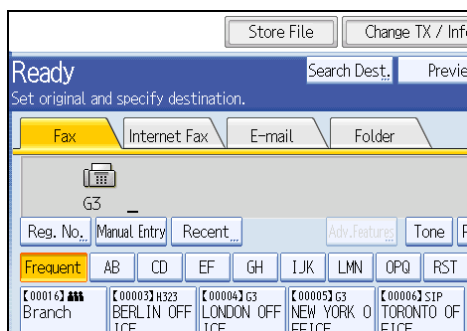 Store File Change TX / Inf
Ready Search Dest. Previe
Set original and specify destination.
Fax Internet Fax E-mail Folder
G3 _
Reg. No. Manual Entry Recent Adv.Features Tone
Frequent AB CD EF GH IJK LMN OPQ RST
【00016】 【00003】H323 【00004】G3 【00005】G3 【00006】SIP
Branch BERLIN OFF LONDON OFF NEW YORK O TORONTO OF
ICE ICE FFICE FICE